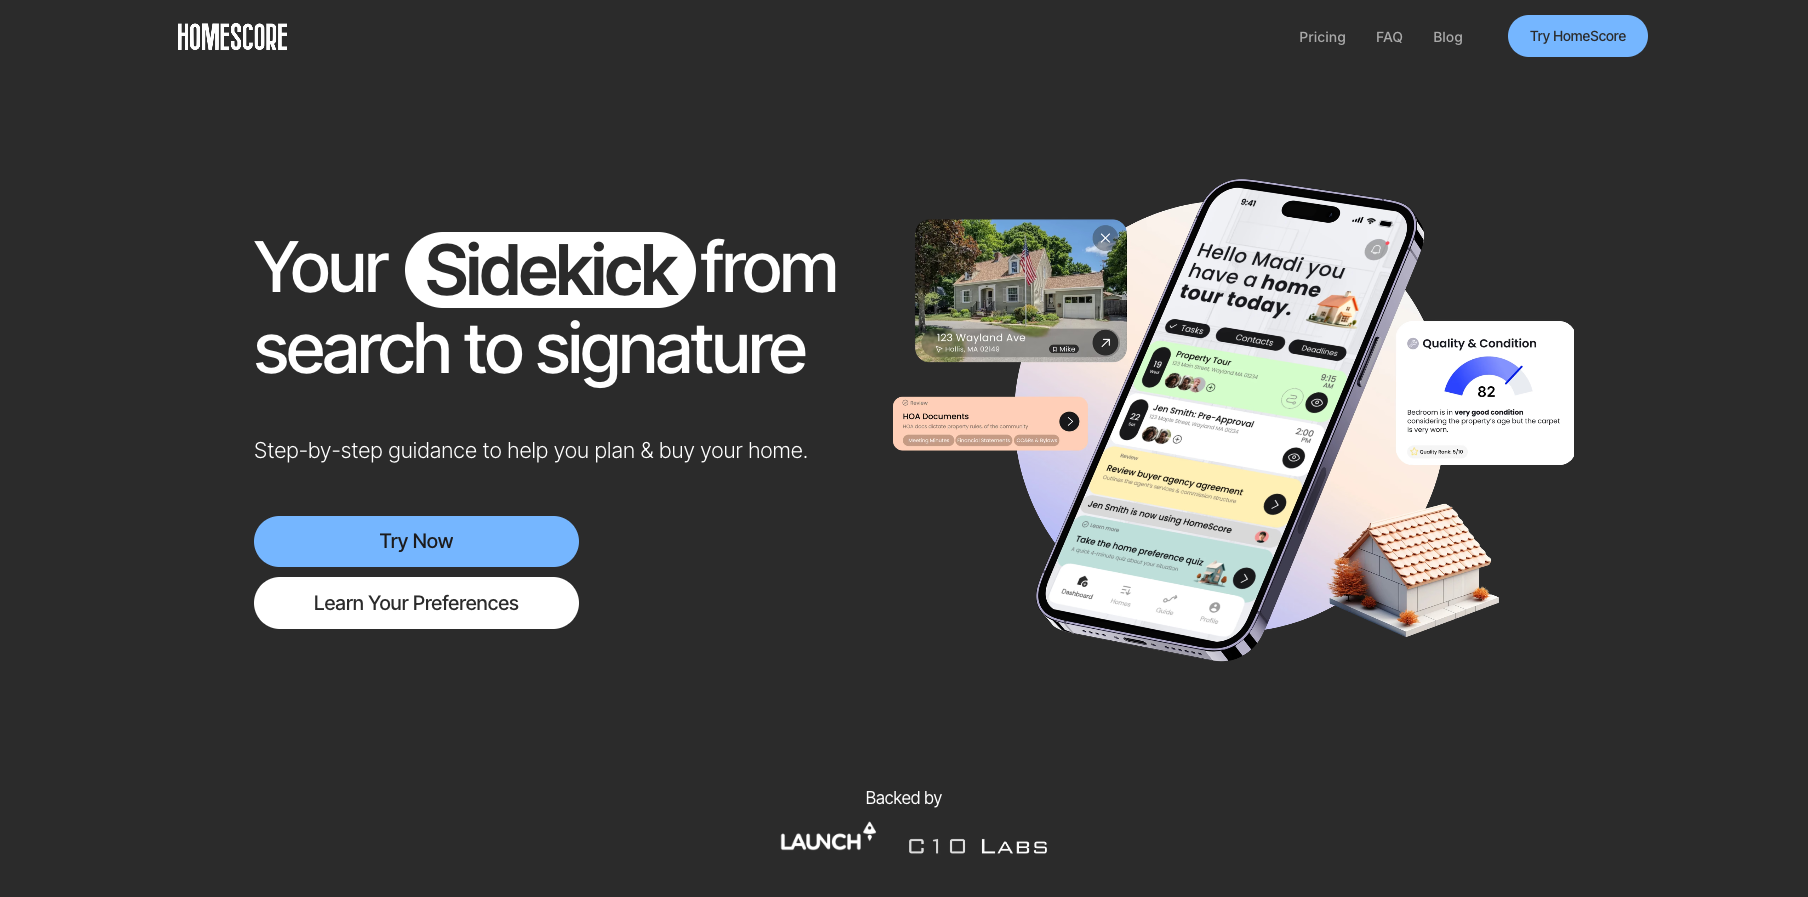 HOMESCORE
Pricing
FAQ
Blog
Try HomeScore
Your Sidekick from
search to signature
Step-by-step guidance to help you plan & buy your home.
Try Now
Learn Your Preferences
123 Wayland Ave
Hollis, MA 02149
Mike
Review
HOA Documents
HOA docs dictate property rules of the community
Meeting Minutes
Financial Statements
CC&Rs & Bylaws
9:41
Hello Madi you
have a home
tour today.
Tasks
Contacts
Deadlines
19
Wed
Property Tour
123 Main Street, Wayland MA 01234
9:15
AM
22
Jen Smith: Pre-Approval
123 Maple Street, Wayland MA 01234
2:00
PM
Review
Review buyer agency agreement
Outlines the agent's services & commission structure
Jen Smith is now using HomeScore
Learn more
Take the home preference quiz
A quick 4-minute quiz about your situation
Dashboard
Homes
Guide
Profile
Quality & Condition
82
Bedroom is in very good condition
considering the property's age but the carpet
is very worn.
Quality Rank: 5/10
Backed by
LAUNCH
C10 LABS